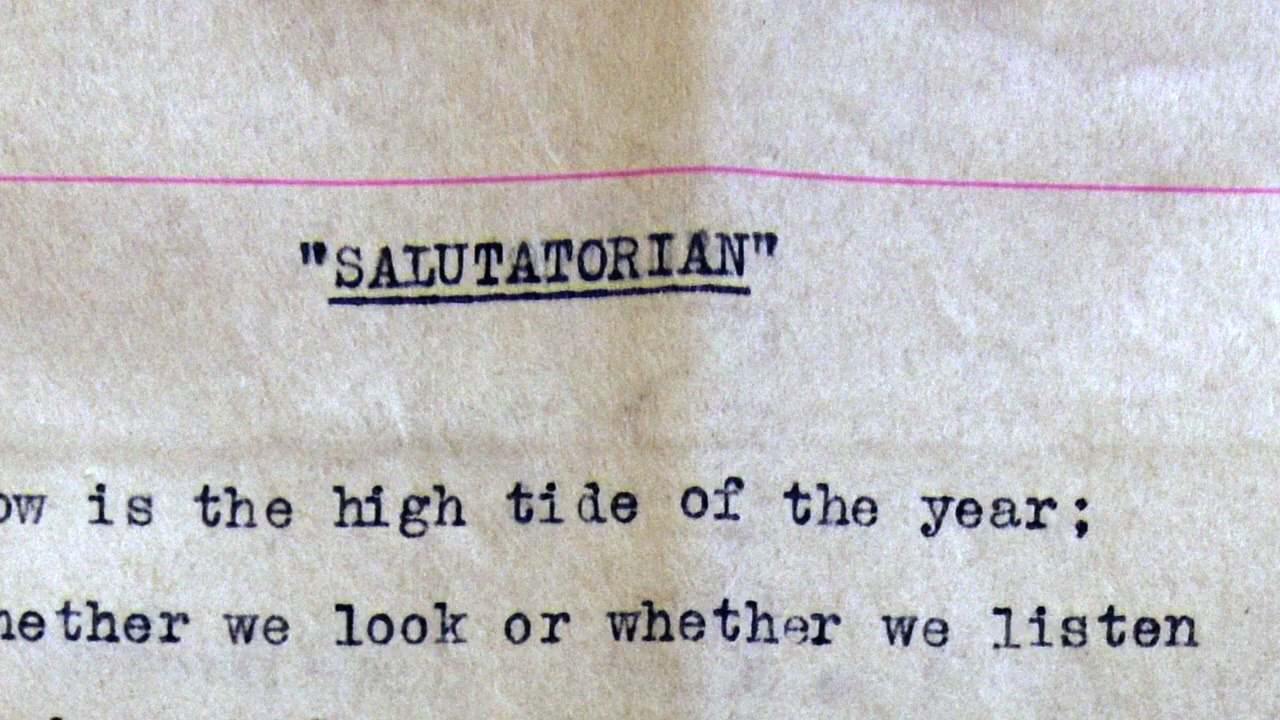 "SALUTATORIAN"
ow is the high tide of the year;
hether we look or whether we listen